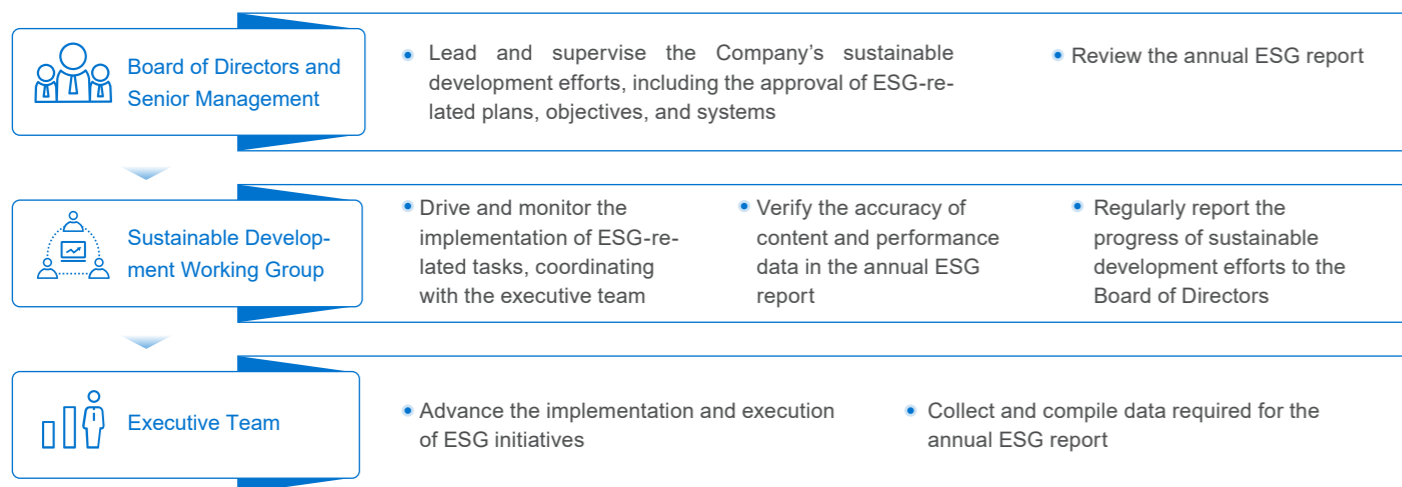 Board of Directors and
Senior Management
• Lead and supervise the Company's sustainable
development efforts, including the approval of ESG-re-
lated plans, objectives, and systems
• Review the annual ESG report
Sustainable Develop-
ment Working Group
• Drive and monitor the
implementation of ESG-re-
lated tasks, coordinating
with the executive team
• Verify the accuracy of
content and performance
data in the annual ESG
report
• Regularly report the
progress of sustainable
development efforts to the
Board of Directors
Executive Team
• Advance the implementation and execution
of ESG initiatives
• Collect and compile data required for the
annual ESG report